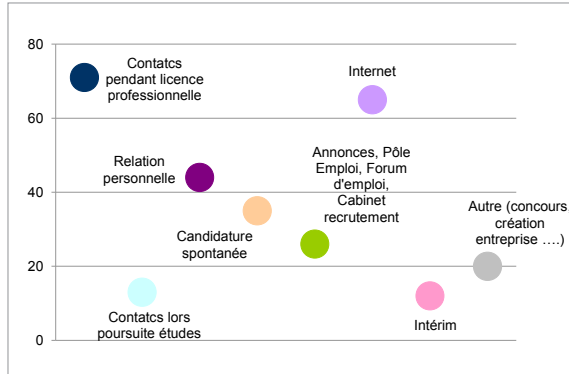 80
60
40
20
0
Contatcs
pendant licence
professionnelle
Internet
Relation
personnelle
Annonces, Pôle
Emploi, Forum
d'emploi,
Cabinet
recrutement
Candidature
spontanée
Autre (concours,
création
entreprise ....)
Contatcs lors
poursuite études
Intérim